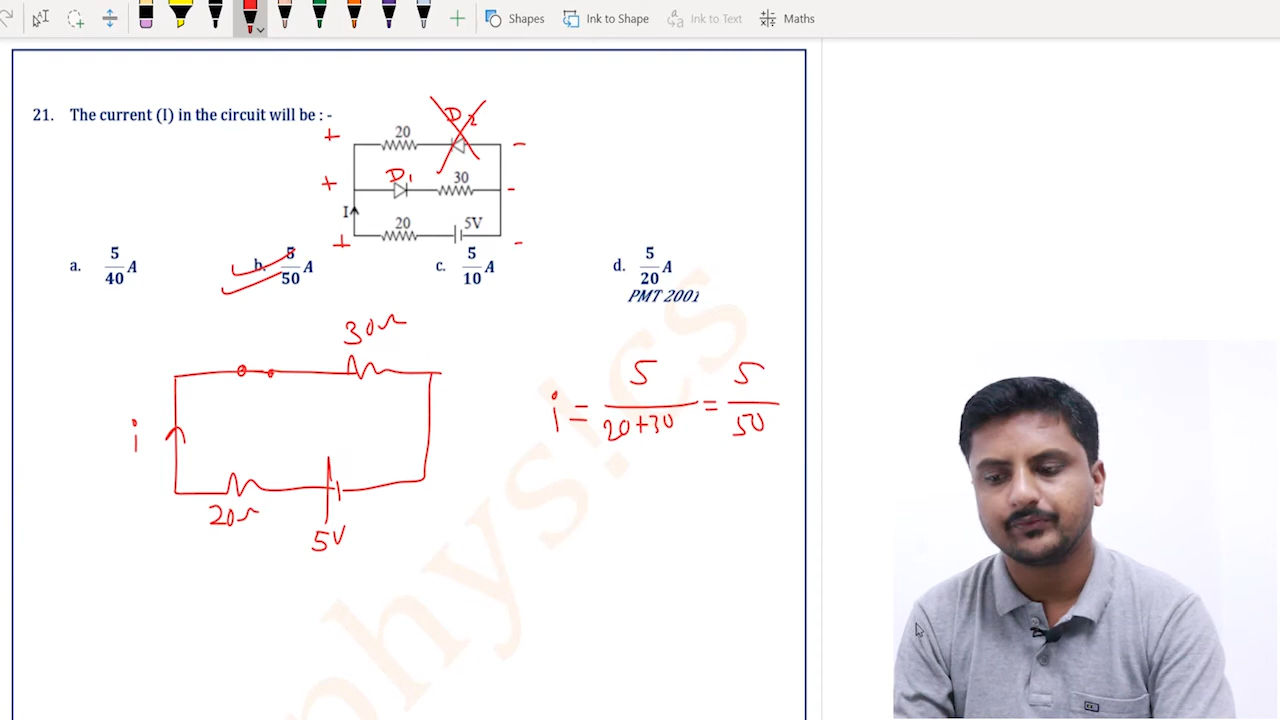 Shapes Ink to Shape Ink to Text Maths
21. The current (I) in the circuit will be : -
D2
+ 20 -
D1
+ 30 -
I
20 5V
+ -
a. 5/40 A b. 5/50 A c. 5/10 A d. 5/20 A
PMT 2001
30Ω
i
20Ω
5V
i = 5/(20+30) = 5/50
physics